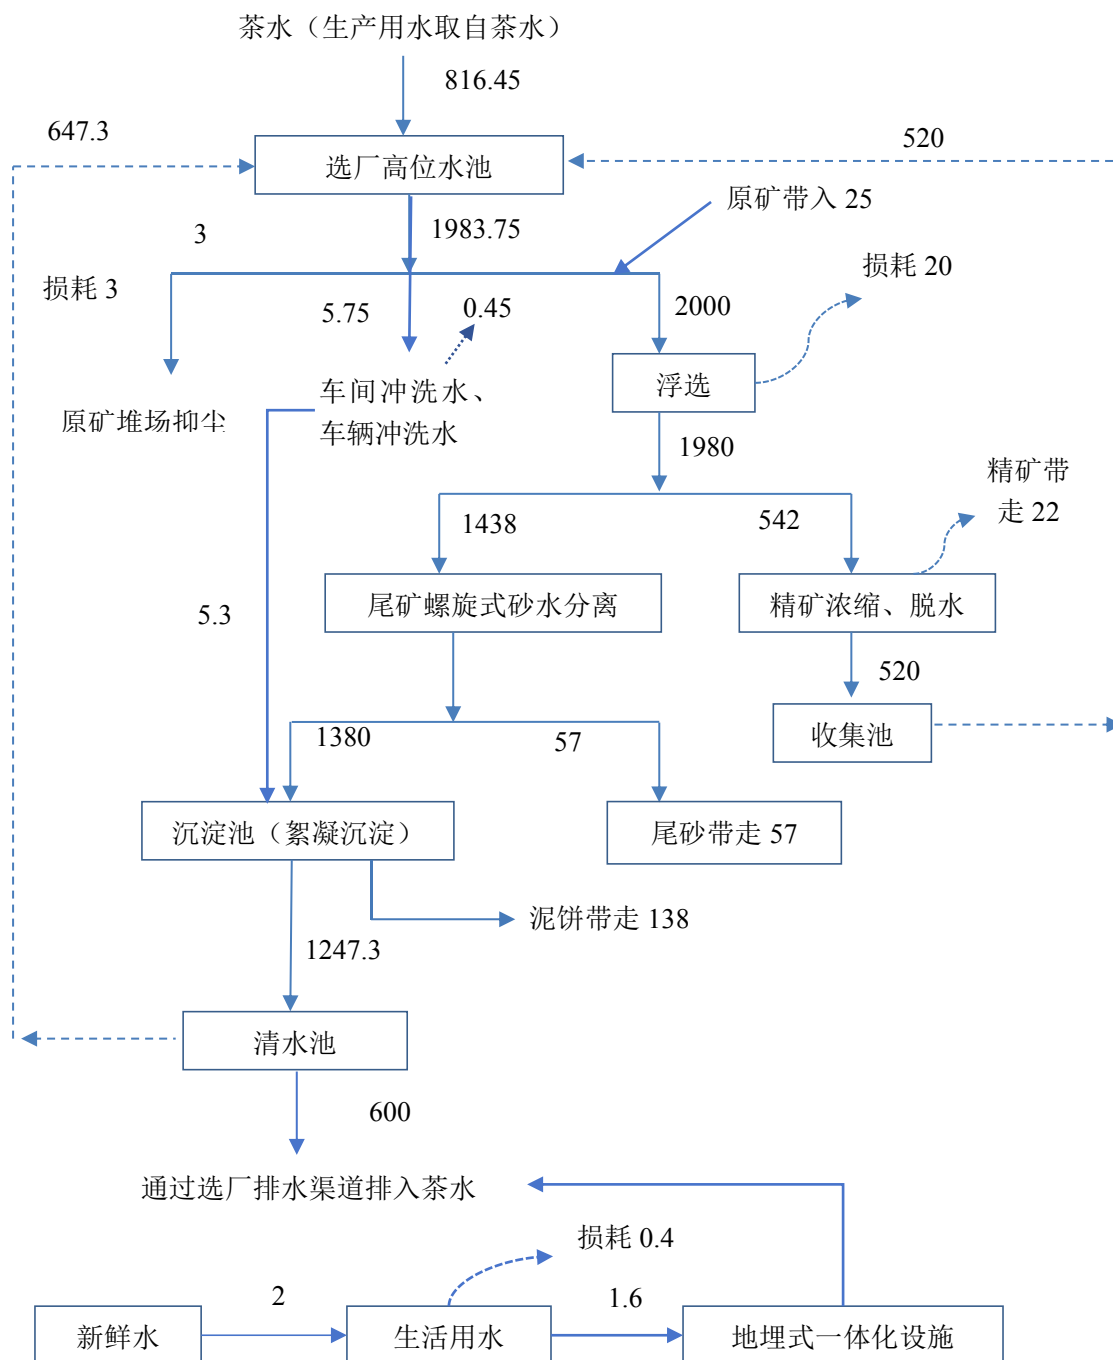 茶水（生产用水取自茶水）
816.45
647.3
520
选厂高位水池
原矿带入 25
1983.75
3
损耗 20
损耗 3
5.75
0.45
2000
浮选
车间冲洗水、
车辆冲洗水
原矿堆场抑尘
1980
精矿带
走 22
1438
542
尾矿螺旋式砂水分离
精矿浓缩、脱水
5.3
520
收集池
1380
57
沉淀池（絮凝沉淀）
尾砂带走 57
泥饼带走 138
1247.3
清水池
600
通过选厂排水渠道排入茶水
损耗 0.4
2
1.6
新鲜水
生活用水
地埋式一体化设施